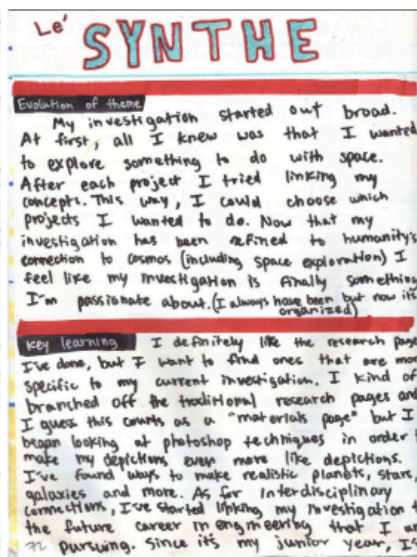 Le'
SYNTHE
Evolution of theme
My investigation started out broad.
At first, all I knew was that I wanted
to explore something to do with space.
After each project I tried linking my
concepts. This way, I could choose which
projects I wanted to do. Now that my
investigation has been refined to humanity's
connection to cosmos (including space exploration) I
feel like my investigation is finally something
I'm passionate about. (I always have been but now it's
organized)
Key learning I definitely like the research page
I've done, but I want to find ones that are mor
specific to my current investigation. I kind of
branched off the traditional research pages and
I guess this counts as a "materials page" but I
began looking at photoshop techniques in order t
make my depictions even more like depictions.
I've found ways to make realistic planets, stars,
galaxies and more. As for interdisciplinary
connections, I've started linking my investigation t
the future career in engineering that I a
72 pursuing. Since it's my junior year, I's